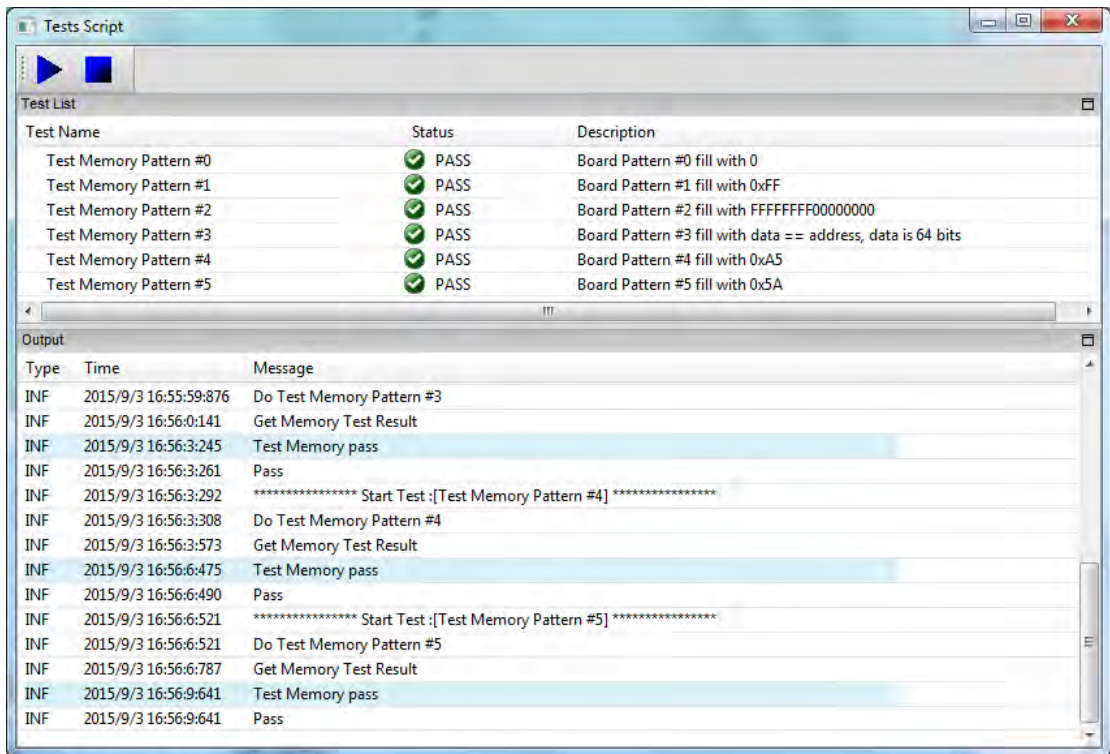 Tests Script
Test List
Test Name Status Description
Test Memory Pattern #0 PASS Board Pattern #0 fill with 0
Test Memory Pattern #1 PASS Board Pattern #1 fill with 0xFF
Test Memory Pattern #2 PASS Board Pattern #2 fill with FFFFFFFF00000000
Test Memory Pattern #3 PASS Board Pattern #3 fill with data == address, data is 64 bits
Test Memory Pattern #4 PASS Board Pattern #4 fill with 0xA5
Test Memory Pattern #5 PASS Board Pattern #5 fill with 0x5A
Output
Type Time Message
INF 2015/9/3 16:55:59:876 Do Test Memory Pattern #3
INF 2015/9/3 16:56:0:141 Get Memory Test Result
INF 2015/9/3 16:56:3:245 Test Memory pass
INF 2015/9/3 16:56:3:261 Pass
INF 2015/9/3 16:56:3:292 **************** Start Test :[Test Memory Pattern #4] ****************
INF 2015/9/3 16:56:3:308 Do Test Memory Pattern #4
INF 2015/9/3 16:56:3:573 Get Memory Test Result
INF 2015/9/3 16:56:6:475 Test Memory pass
INF 2015/9/3 16:56:6:490 Pass
INF 2015/9/3 16:56:6:521 **************** Start Test :[Test Memory Pattern #5] ****************
INF 2015/9/3 16:56:6:521 Do Test Memory Pattern #5
INF 2015/9/3 16:56:6:787 Get Memory Test Result
INF 2015/9/3 16:56:9:641 Test Memory pass
INF 2015/9/3 16:56:9:641 Pass